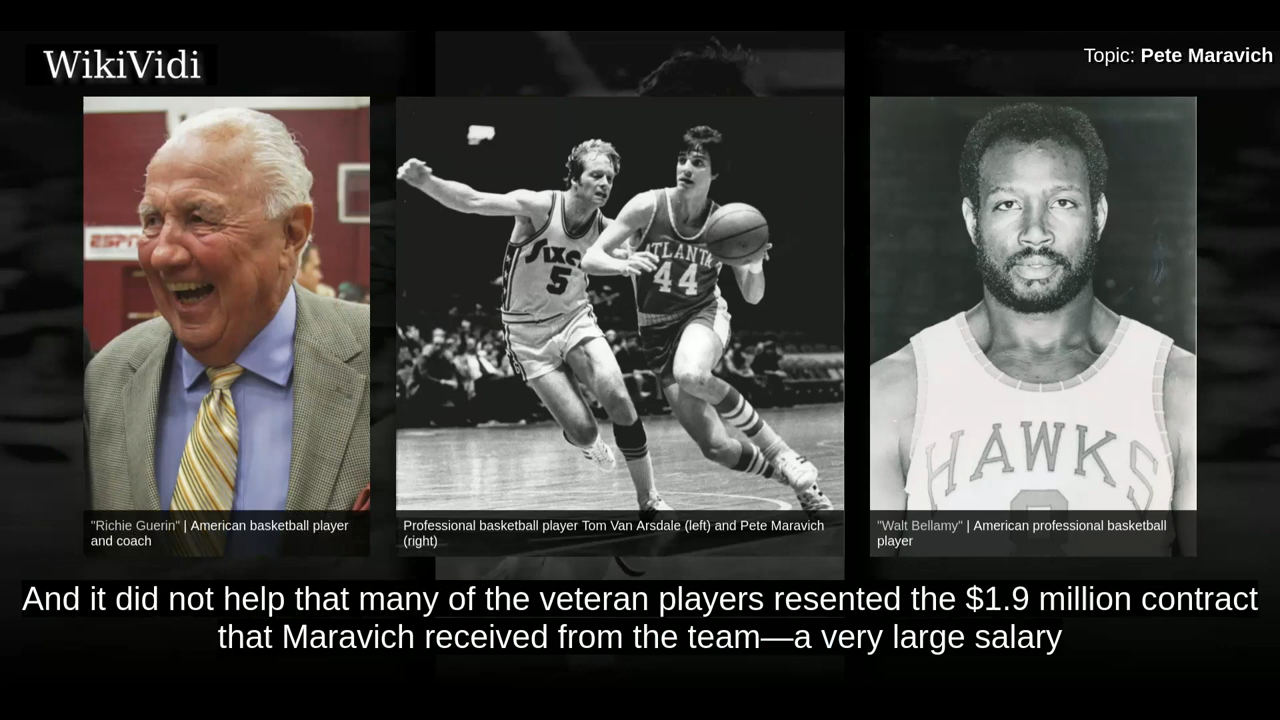 WikiVidi
Topic: Pete Maravich
ESPN
SIXERS
5
ATLANTA
44
HAWKS
"Richie Guerin" | American basketball player
and coach
Professional basketball player Tom Van Arsdale (left) and Pete Maravich
(right)
"Walt Bellamy" | American professional basketball
player
And it did not help that many of the veteran players resented the $1.9 million contract
that Maravich received from the team—a very large salary